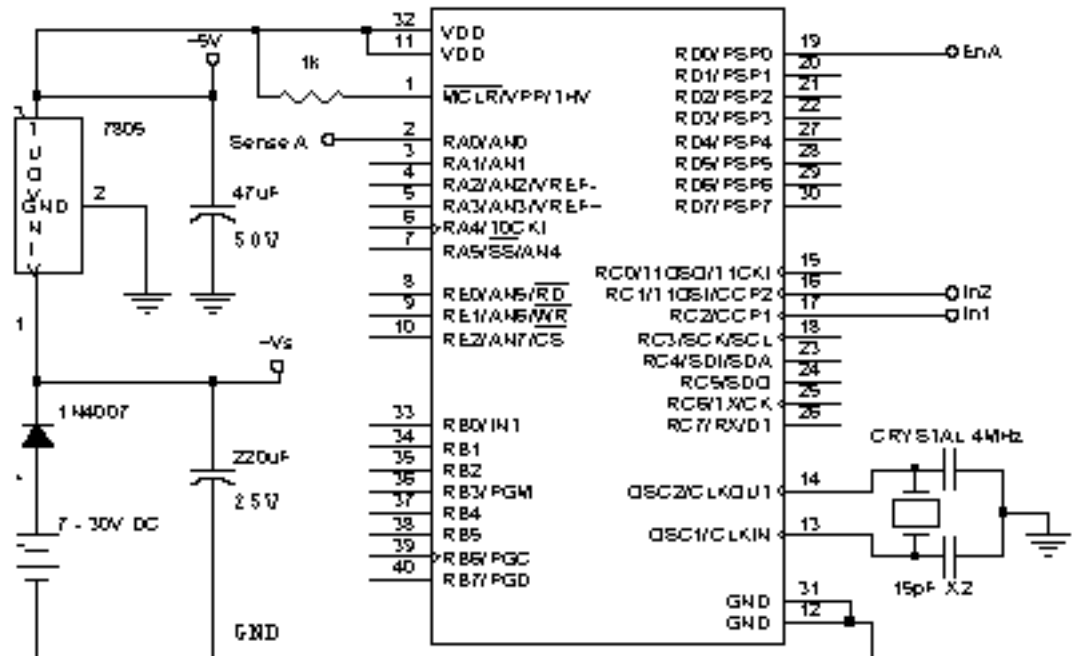 32
VDD
11
VDD
1
MCLR/VPP/THV
2
RA0/AN0
3
RA1/AN1
4
RA2/AN2/VREF-
5
RA3/AN3/VREF+
6
RA4/T0CKI
7
RA5/SS/AN4
8
RE0/AN5/RD
9
RE1/AN6/WR
10
RE2/AN7/CS
33
RB0/INT
34
RB1
35
RB2
36
RB3/PGM
37
RB4
38
RB5
39
RB6/PGC
40
RB7/PGD
19
RD0/PSP0
20
RD1/PSP1
21
RD2/PSP2
22
RD3/PSP3
27
RD4/PSP4
28
RD5/PSP5
29
RD6/PSP6
30
RD7/PSP7
15
RC0/T1OSO/T1CKI
16
RC1/T1OSI/CCP2
17
RC2/CCP1
18
RC3/SCK/SCL
23
RC4/SDI/SDA
24
RC5/SDO
25
RC6/TX/CK
26
RC7/RX/DT
14
OSC2/CLKOUT
13
OSC1/CLKIN
31
GND
12
GND
EnA
In2
In1
CRYSTAL 4MHz
15pF X2
1k
Sense A
+5V
7805
VOUT
GND
VIN
2
47uF
50V
1
+Vs
1N4007
220uF
25V
7 - 30V DC
GND